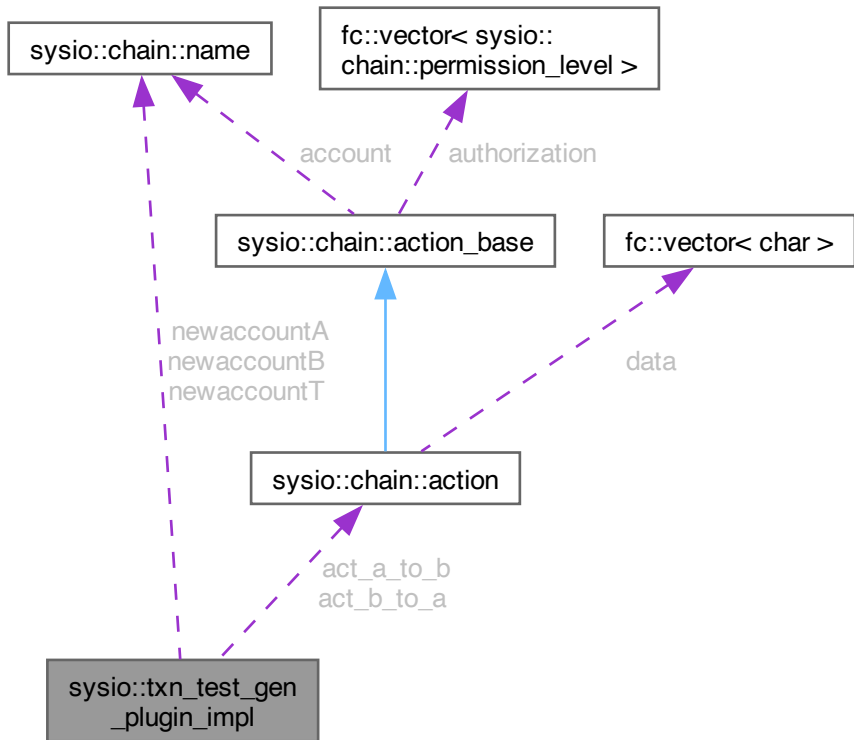 sysio::chain::name
fc::vector< sysio::
chain::permission_level >
account
authorization
sysio::chain::action_base
fc::vector< char >
newaccountA
newaccountB
newaccountT
data
sysio::chain::action
act_a_to_b
act_b_to_a
sysio::txn_test_gen
_plugin_impl